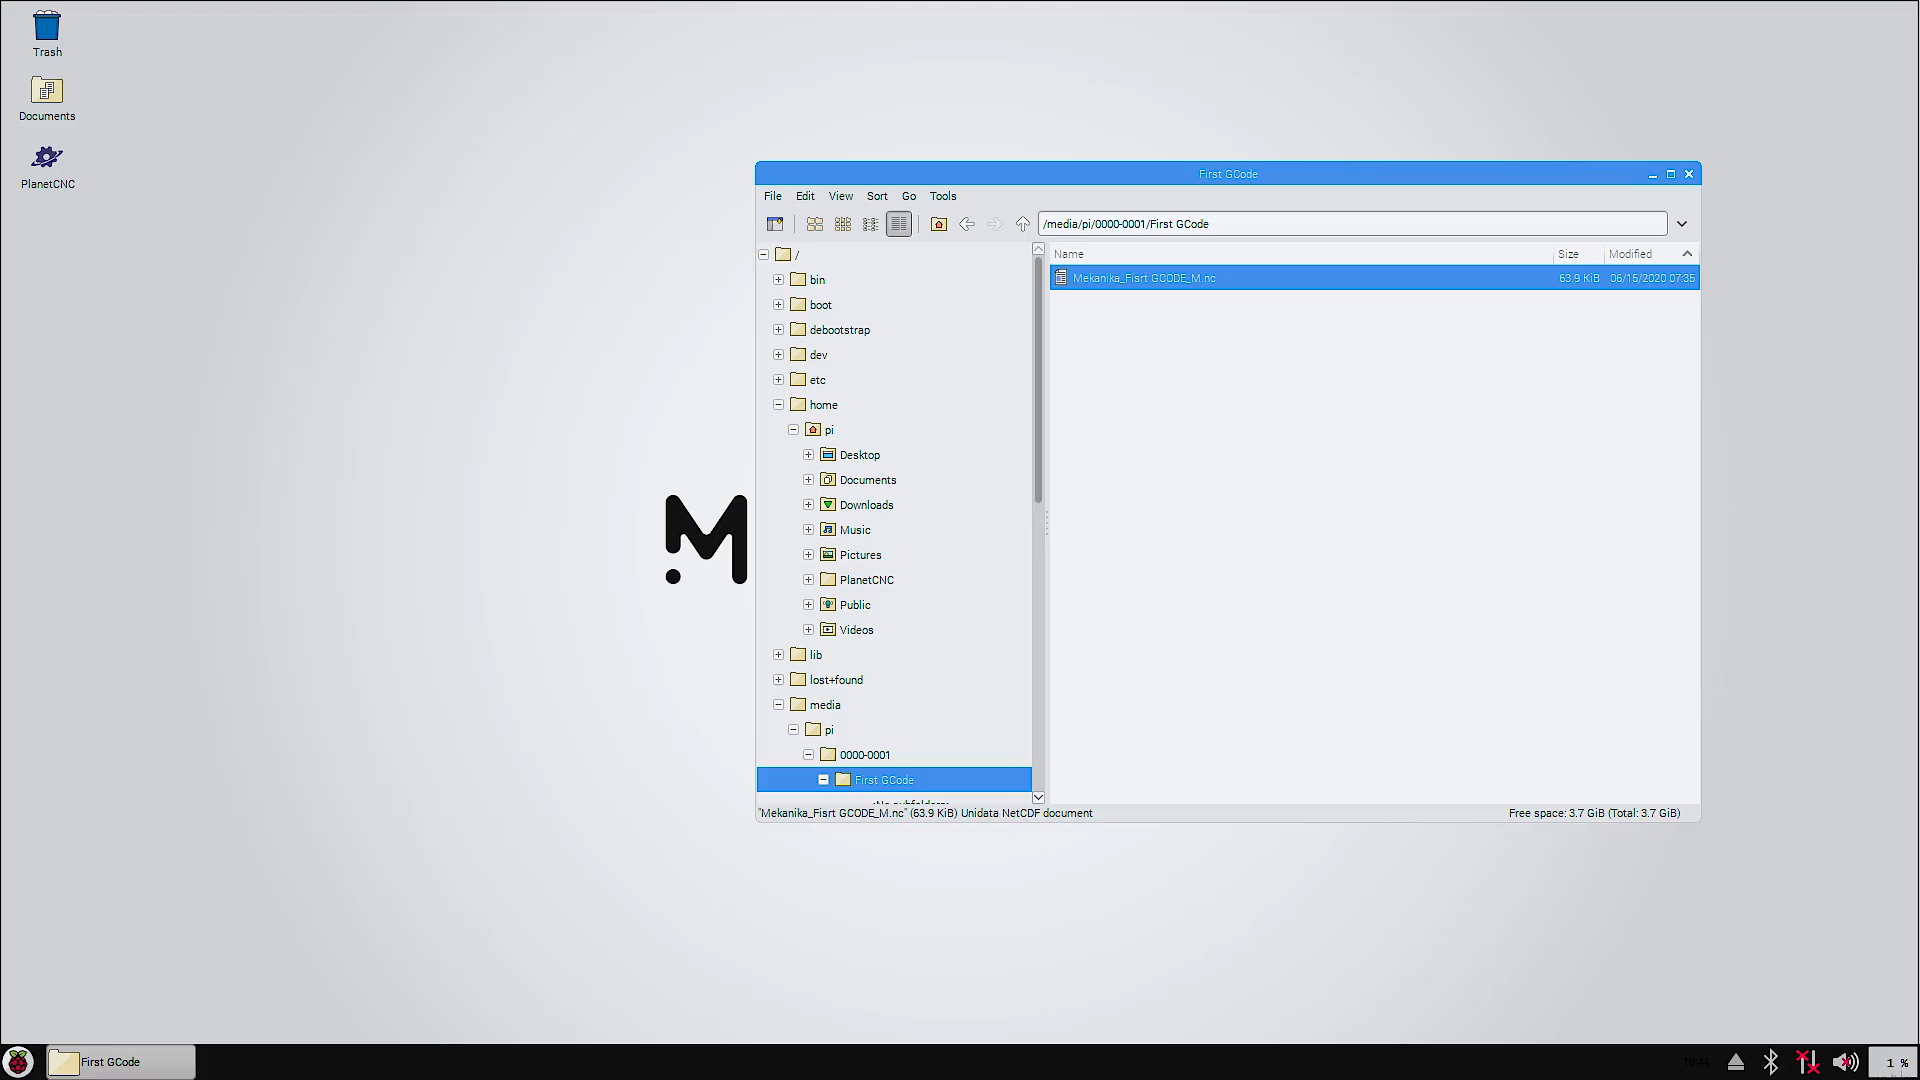 Trash
Documents
PlanetCNC
First GCode
File Edit View Sort Go Tools
/media/pi/0000-0001/First GCode
/
bin
boot
debootstrap
dev
etc
home
pi
Desktop
Documents
Downloads
Music
Pictures
PlanetCNC
Public
Videos
lib
lost+found
media
pi
0000-0001
First GCode
Name Size Modified
Mekanika_Fisrt GCODE_M.nc 63.9 KiB 06/15/2020 07:35
"Mekanika_Fisrt GCODE_M.nc" (63.9 KiB) Unidata NetCDF document Free space: 3.7 GiB (Total: 3.7 GiB)
M
First GCode
1 %